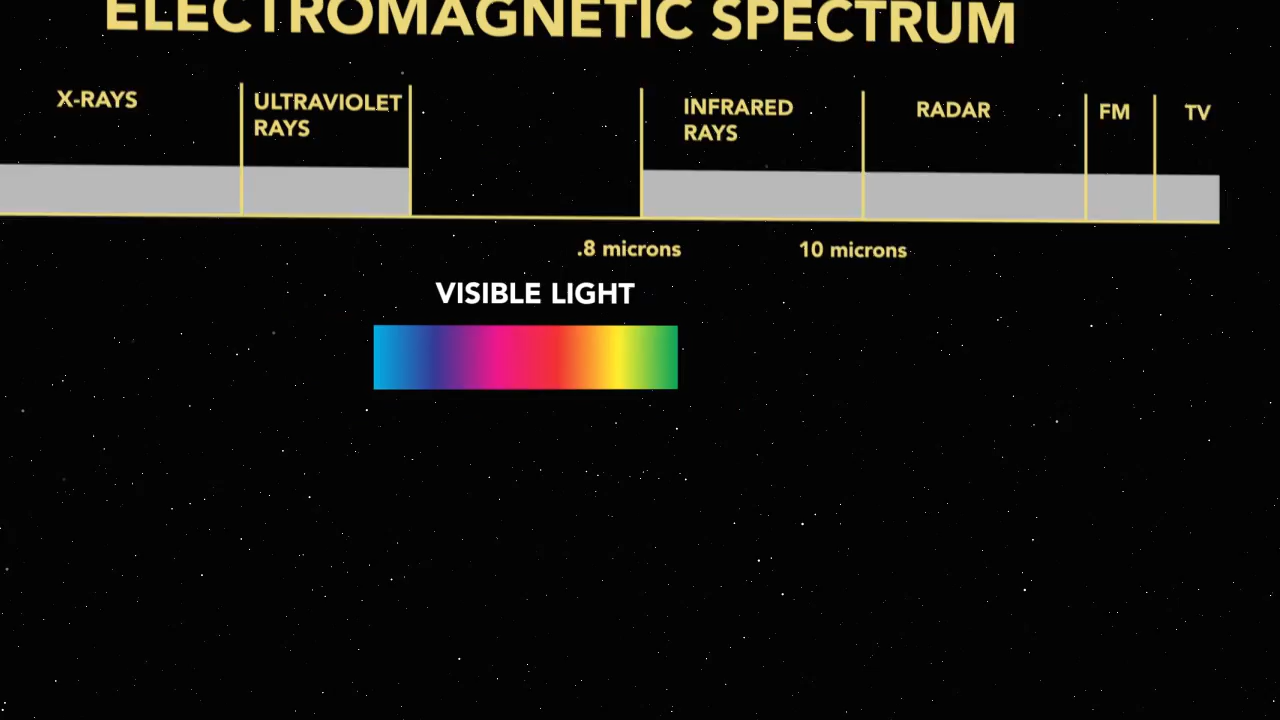 ELECTROMAGNETIC SPECTRUM
X-RAYS
ULTRAVIOLET
RAYS
INFRARED
RAYS
RADAR
FM
TV
.8 microns
10 microns
VISIBLE LIGHT